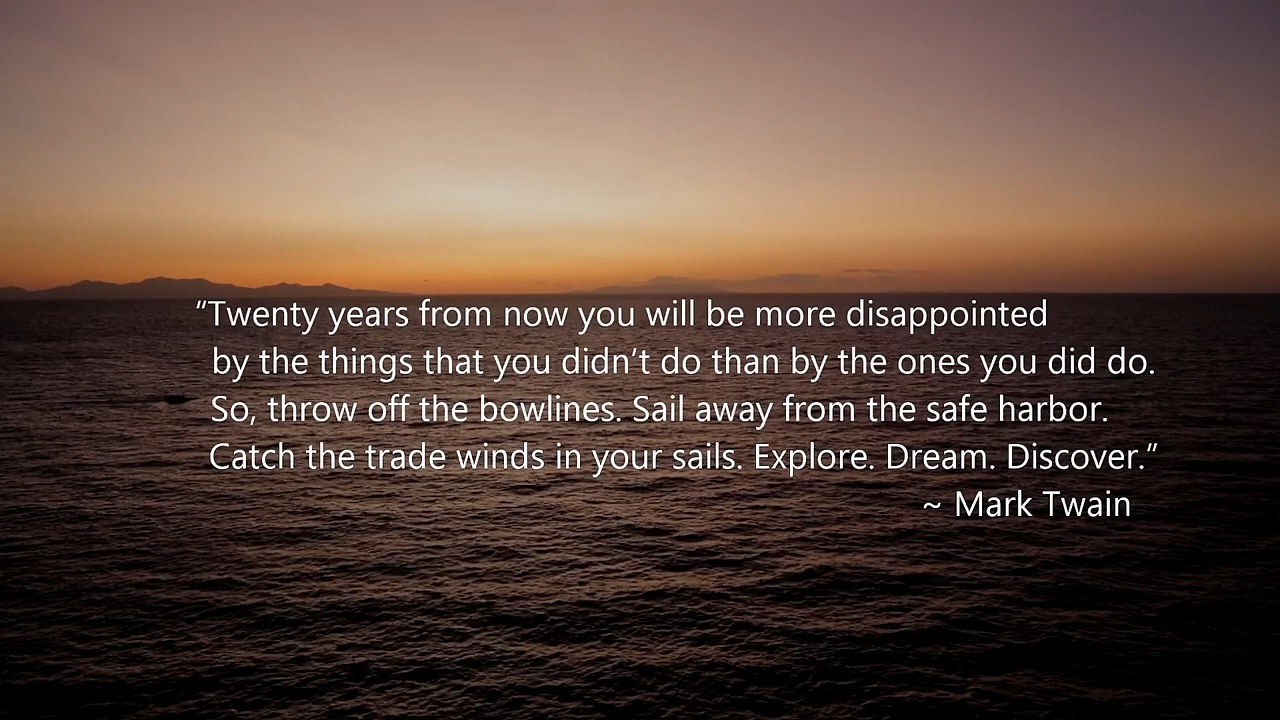 “Twenty years from now you will be more disappointed
by the things that you didn’t do than by the ones you did do.
So, throw off the bowlines. Sail away from the safe harbor.
Catch the trade winds in your sails. Explore. Dream. Discover.”
~ Mark Twain